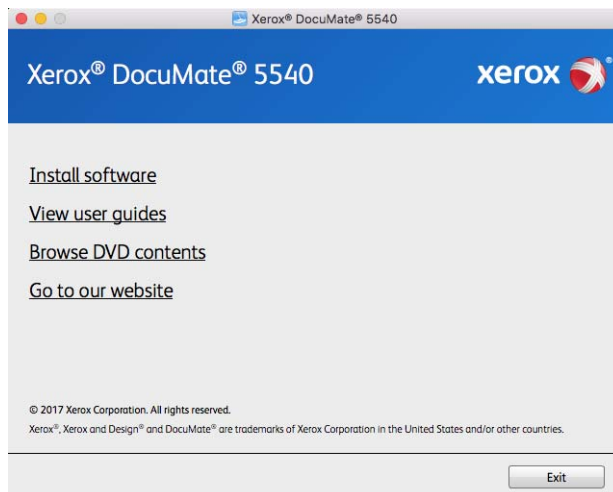 Xerox® DocuMate® 5540
Xerox® DocuMate® 5540
xerox®
Install software
View user guides
Browse DVD contents
Go to our website
© 2017 Xerox Corporation. All rights reserved.
Xerox®, Xerox and Design® and DocuMate® are trademarks of Xerox Corporation in the United States and/or other countries.
Exit